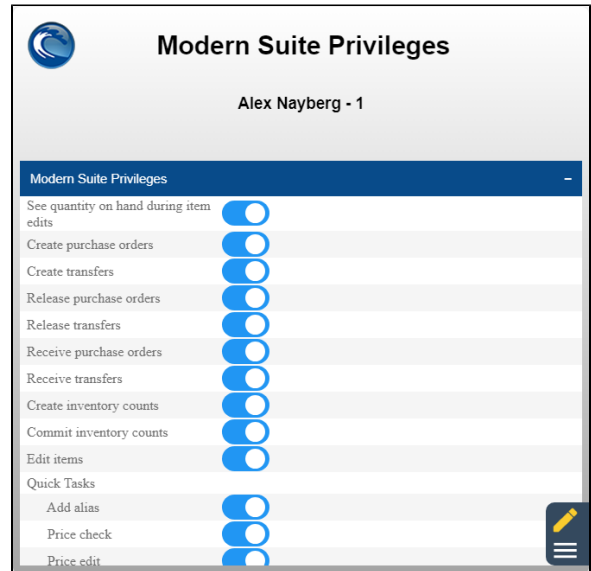 Modern Suite Privileges
Alex Nayberg - 1
Modern Suite Privileges –
See quantity on hand during item
edits
Create purchase orders
Create transfers
Release purchase orders
Release transfers
Receive purchase orders
Receive transfers
Create inventory counts
Commit inventory counts
Edit items
Quick Tasks
Add alias
Price check
Price edit